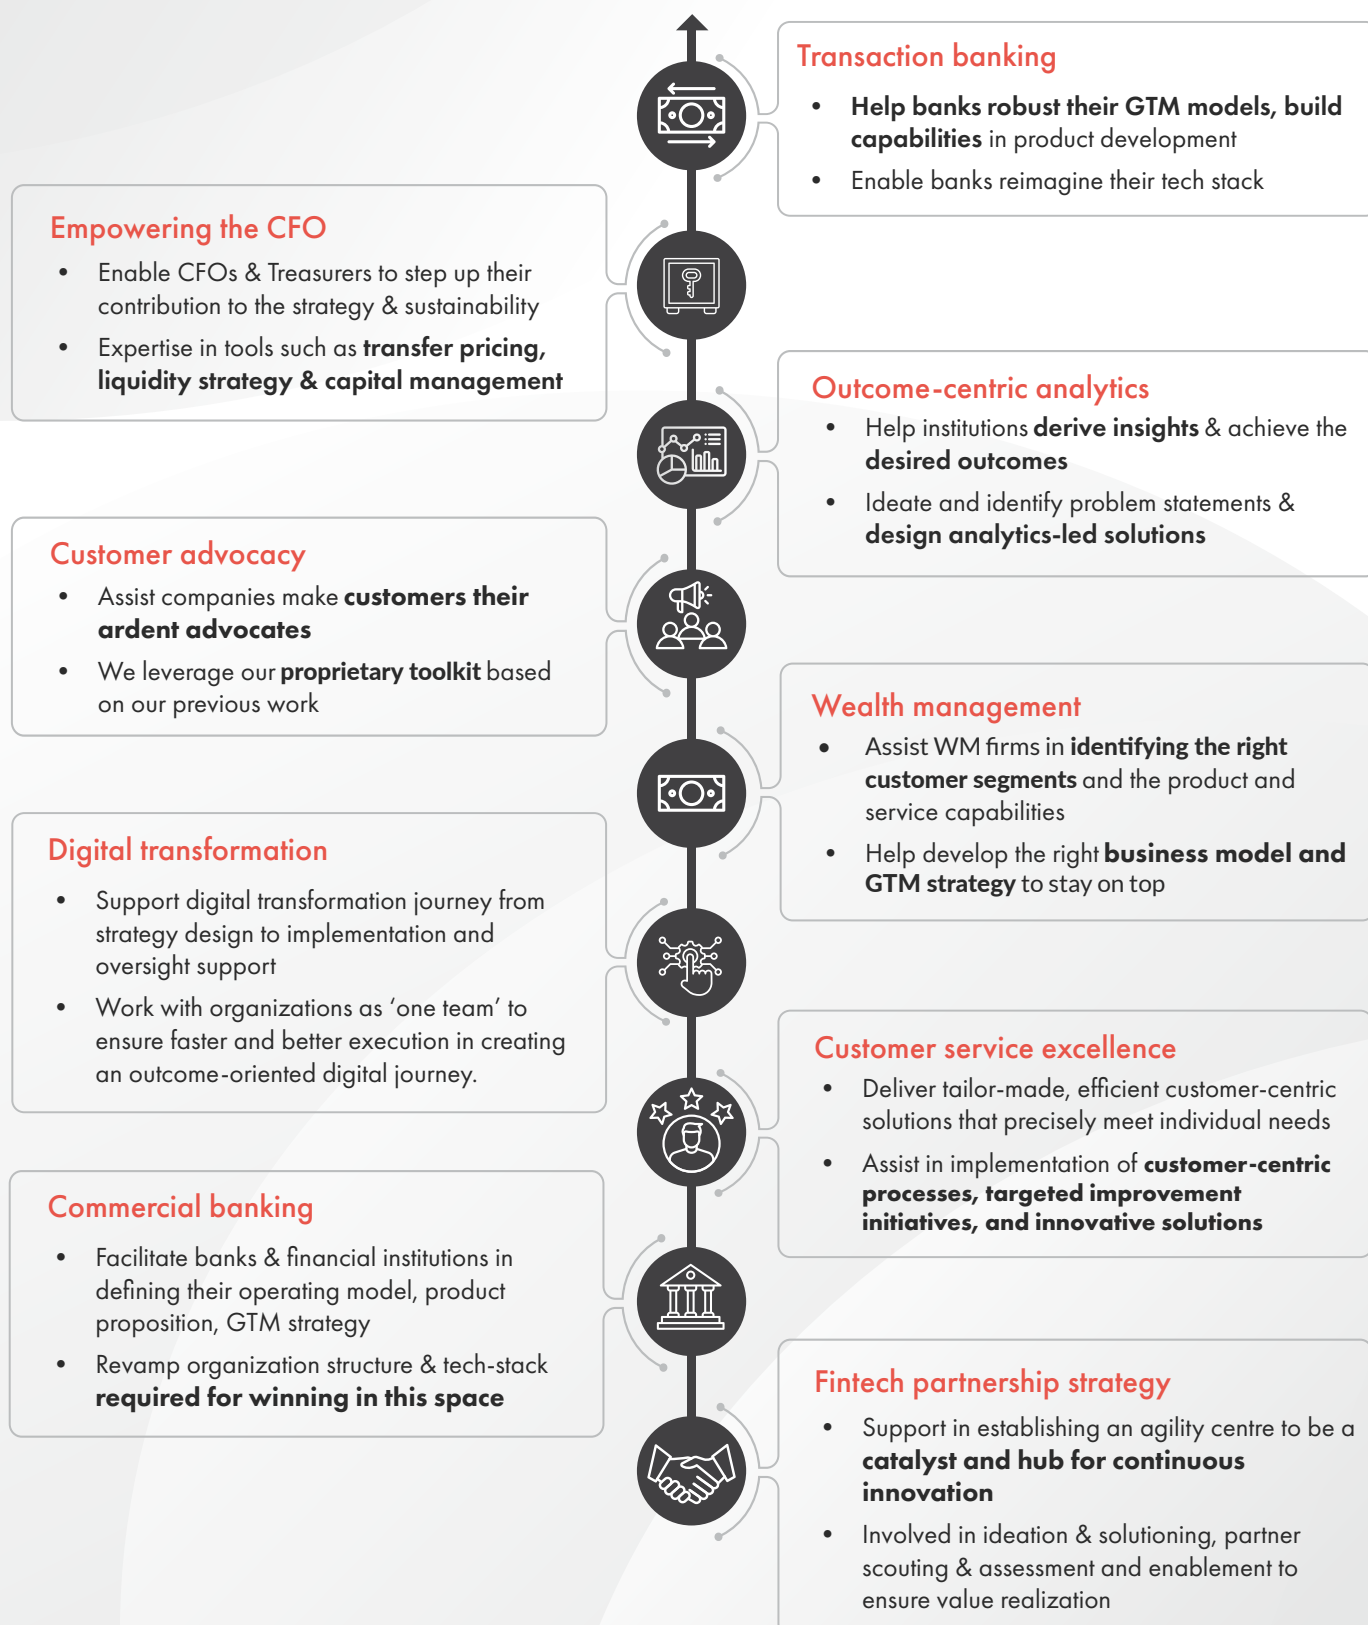 Transaction banking
• Help banks robust their GTM models, build
capabilities in product development
• Enable banks reimagine their tech stack
Empowering the CFO
• Enable CFOs & Treasurers to step up their
contribution to the strategy & sustainability
• Expertise in tools such as transfer pricing,
liquidity strategy & capital management
Outcome-centric analytics
• Help institutions derive insights & achieve the
desired outcomes
• Ideate and identify problem statements &
design analytics-led solutions
Customer advocacy
• Assist companies make customers their
ardent advocates
• We leverage our proprietary toolkit based
on our previous work
Wealth management
• Assist WM firms in identifying the right
customer segments and the product and
service capabilities
• Help develop the right business model and
GTM strategy to stay on top
Digital transformation
• Support digital transformation journey from
strategy design to implementation and
oversight support
• Work with organizations as ‘one team’ to
ensure faster and better execution in creating
an outcome-oriented digital journey.
Customer service excellence
• Deliver tailor-made, efficient customer-centric
solutions that precisely meet individual needs
• Assist in implementation of customer-centric
processes, targeted improvement
initiatives, and innovative solutions
Commercial banking
• Facilitate banks & financial institutions in
defining their operating model, product
proposition, GTM strategy
• Revamp organization structure & tech-stack
required for winning in this space
Fintech partnership strategy
• Support in establishing an agility centre to be a
catalyst and hub for continuous
innovation
• Involved in ideation & solutioning, partner
scouting & assessment and enablement to
ensure value realization